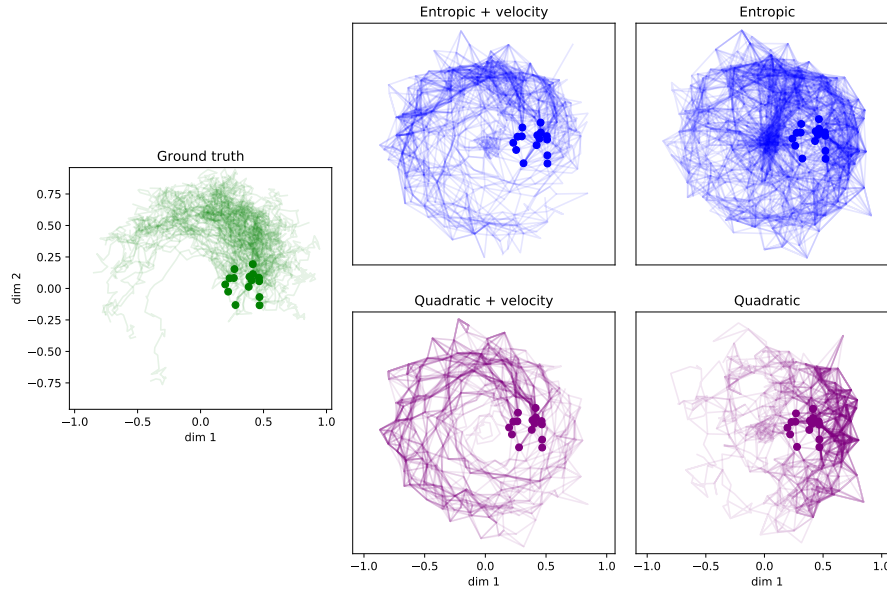 Entropic + velocity
Entropic
Ground truth
0.75
0.50
0.25
0.00
−0.25
−0.50
−0.75
dim 2
−1.0
−0.5
0.0
0.5
1.0
dim 1
Quadratic + velocity
Quadratic
−1.0
−0.5
0.0
0.5
1.0
dim 1
−1.0
−0.5
0.0
0.5
1.0
dim 1